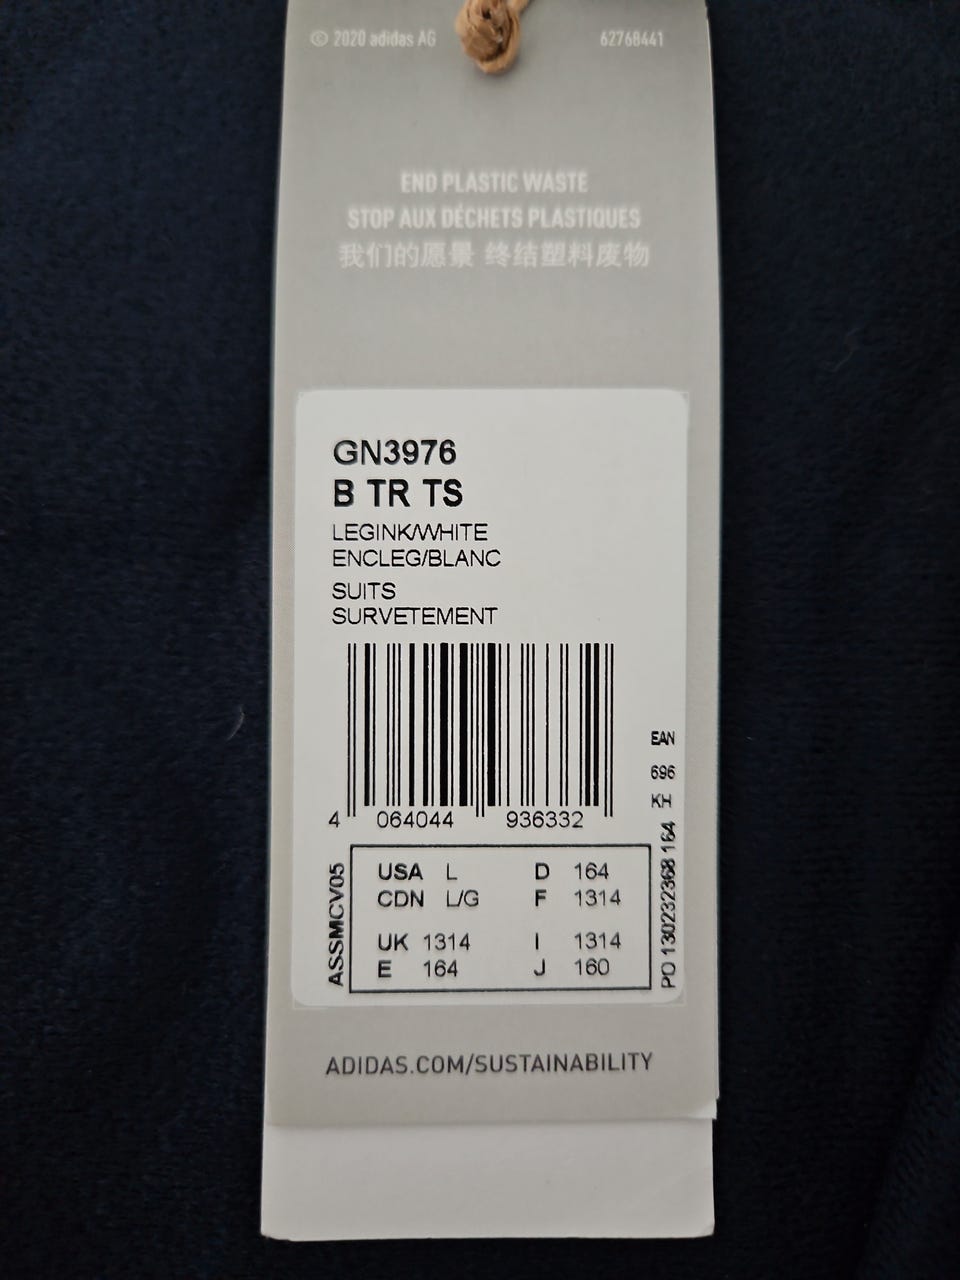 © 2020 adidas AG 62768441
END PLASTIC WASTE
STOP AUX DÉCHETS PLASTIQUES
我们的愿景 终结塑料废物
GN3976
B TR TS
LEGINK/WHITE
ENCLEG/BLANC
SUITS
SURVETEMENT
EAN
696
KH
4 064044 936332
PO 130232368 164
ASSMCV05
USA L D 164
CDN L/G F 1314
UK 1314 I 1314
E 164 J 160
ADIDAS.COM/SUSTAINABILITY